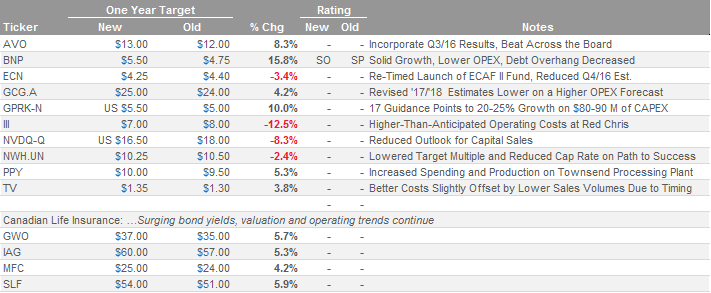 One Year Target Rating
Ticker New Old % Chg New Old Notes
AVO $13.00 $12.00 8.3% - - Incorporate Q3/16 Results, Beat Across the Board
BNP $5.50 $4.75 15.8% SO SP Solid Growth, Lower OPEX, Debt Overhang Decreased
ECN $4.25 $4.40 -3.4% - - Re-Timed Launch of ECAF II Fund, Reduced Q4/16 Est.
GCG.A $25.00 $24.00 4.2% - - Revised '17/'18 Estimates Lower on a Higher OPEX Forecast
GPRK-N US $5.50 $5.00 10.0% - - 17 Guidance Points to 20-25% Growth on $80-90 M of CAPEX
III $7.00 $8.00 -12.5% - - Higher-Than-Anticipated Operating Costs at Red Chris
NVDQ-Q US $16.50 $18.00 -8.3% - - Reduced Outlook for Capital Sales
NWH.UN $10.25 $10.50 -2.4% - - Lowered Target Multiple and Reduced Cap Rate on Path to Success
PPY $10.00 $9.50 5.3% - - Increased Spending and Production on Townsend Processing Plant
TV $1.35 $1.30 3.8% - - Better Costs Slightly Offset by Lower Sales Volumes Due to Timing
- -
Canadian Life Insurance: …Surging bond yields, valuation and operating trends continue
GWO $37.00 $35.00 5.7% - -
IAG $60.00 $57.00 5.3% - -
MFC $25.00 $24.00 4.2% - -
SLF $54.00 $51.00 5.9% - -